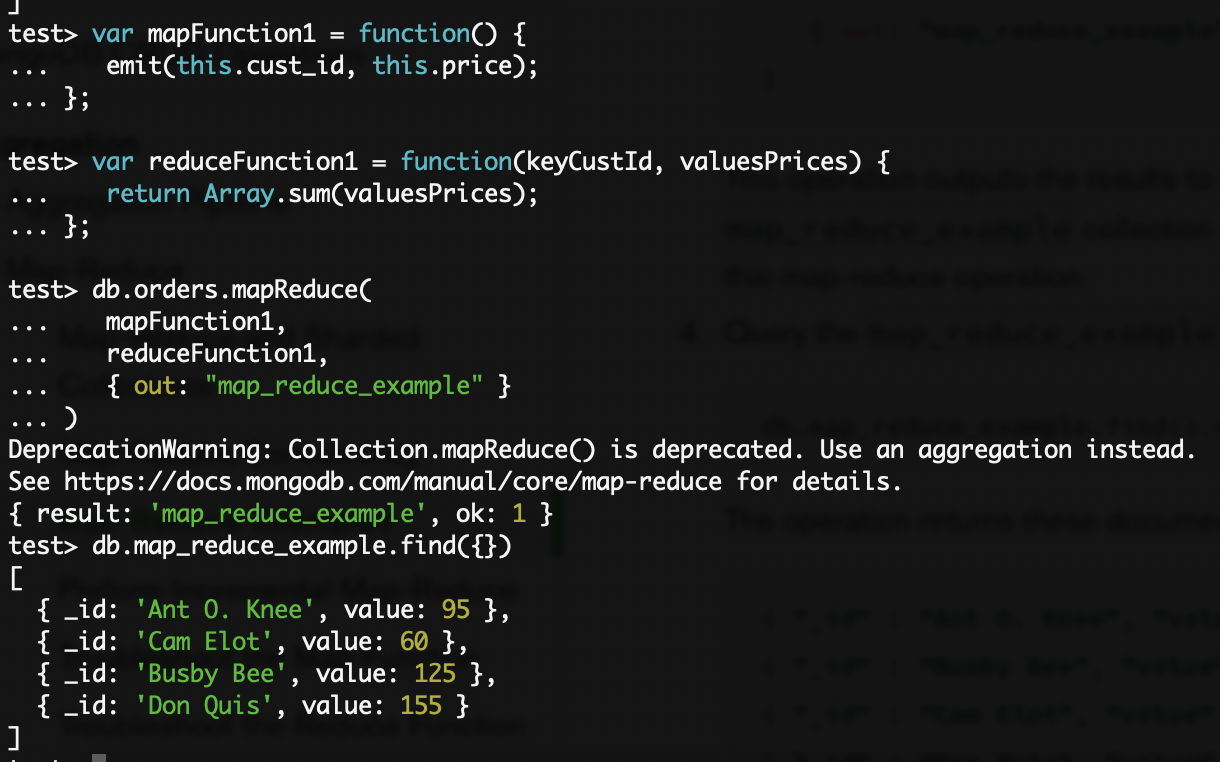 ]
test> var mapFunction1 = function() {
...    emit(this.cust_id, this.price);
... };
test> var reduceFunction1 = function(keyCustId, valuesPrices) {
...    return Array.sum(valuesPrices);
... };
test> db.orders.mapReduce(
...    mapFunction1,
...    reduceFunction1,
...    { out: "map_reduce_example" }
... )
DeprecationWarning: Collection.mapReduce() is deprecated. Use an aggregation instead.
See https://docs.mongodb.com/manual/core/map-reduce for details.
{ result: 'map_reduce_example', ok: 1 }
test> db.map_reduce_example.find({})
[
  { _id: 'Ant O. Knee', value: 95 },
  { _id: 'Cam Elot', value: 60 },
  { _id: 'Busby Bee', value: 125 },
  { _id: 'Don Quis', value: 155 }
]